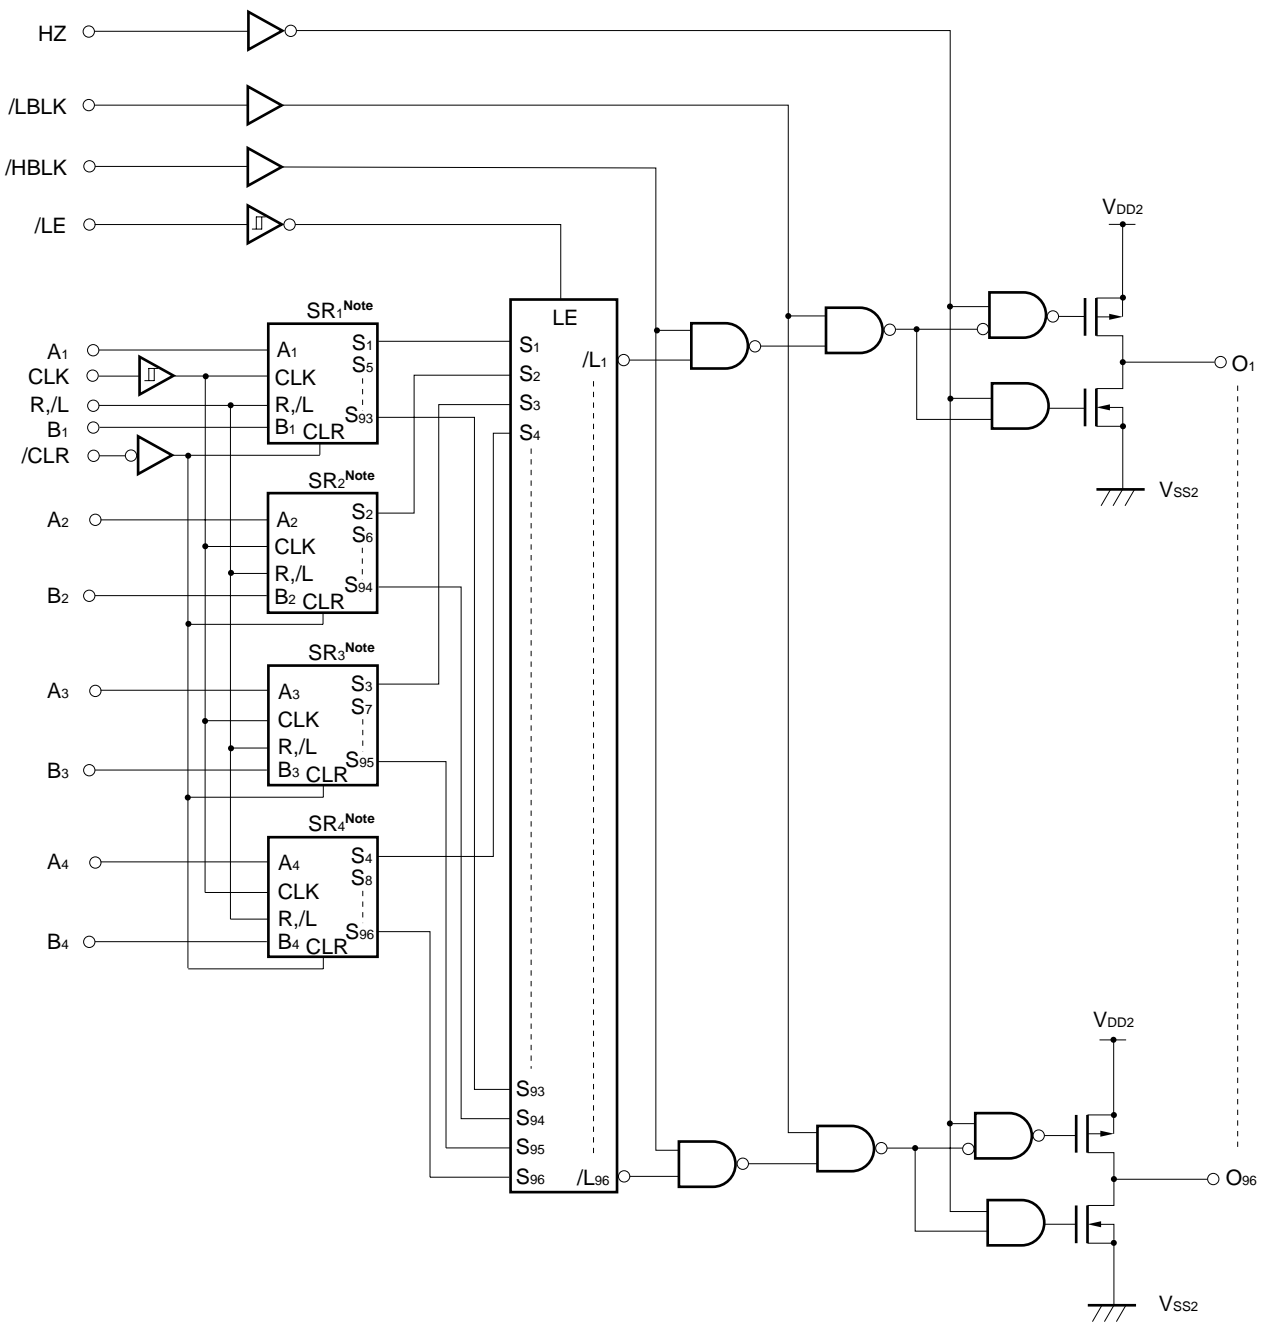 HZ
/LBLK
/HBLK
/LE
VDD2
SR1Note
LE
A1
A1
S1
S1
/L1
O1
CLK
CLK
S5
S2
R,/L
R,/L
S93
S3
B1
B1
CLR
S4
/CLR
SR2Note
VSS2
A2
A2
S2
CLK
S6
R,/L
S94
B2
B2
CLR
SR3Note
A3
A3
S3
CLK
S7
R,/L
S95
B3
B3
CLR
SR4Note
A4
A4
S4
CLK
S8
R,/L
S96
B4
B4
CLR
VDD2
S93
S94
S95
S96
/L96
O96
VSS2